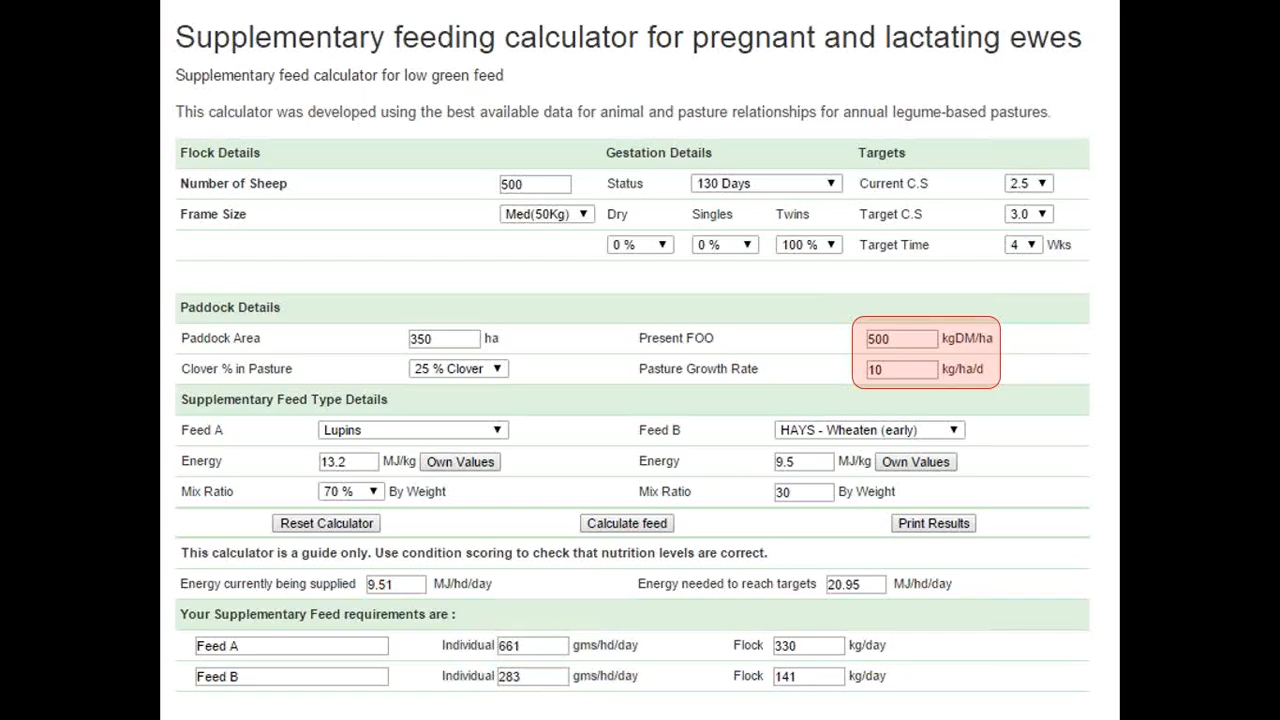 Supplementary feeding calculator for pregnant and lactating ewes
Supplementary feed calculator for low green feed
This calculator was developed using the best available data for animal and pasture relationships for annual legume-based pastures.
Flock Details Gestation Details Targets
Number of Sheep 500 Status 130 Days Current C.S 2.5
Frame Size Med(50Kg) Dry Singles Twins Target C.S 3.0
0 % 0 % 100 % Target Time 4 Wks
Paddock Details
Paddock Area 350 ha Present FOO 500 kgDM/ha
Clover % in Pasture 25 % Clover Pasture Growth Rate 10 kg/ha/d
Supplementary Feed Type Details
Feed A Lupins Feed B HAYS - Wheaten (early)
Energy 13.2 MJ/kg Own Values Energy 9.5 MJ/kg Own Values
Mix Ratio 70 % By Weight Mix Ratio 30 By Weight
Reset Calculator Calculate feed Print Results
This calculator is a guide only. Use condition scoring to check that nutrition levels are correct.
Energy currently being supplied 9.51 MJ/hd/day Energy needed to reach targets 20.95 MJ/hd/day
Your Supplementary Feed requirements are :
Feed A Individual 661 gms/hd/day Flock 330 kg/day
Feed B Individual 283 gms/hd/day Flock 141 kg/day